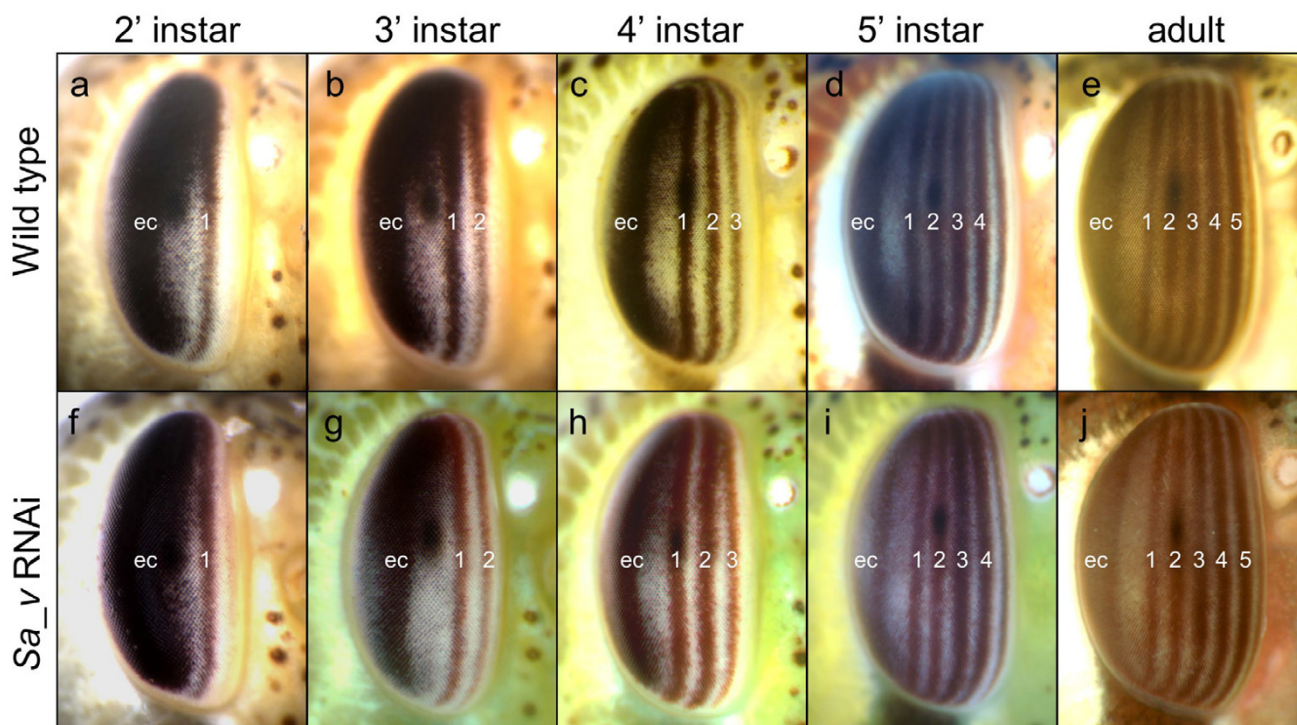 2’ instar 3’ instar 4’ instar 5’ instar adult
Wild type
a b c d e
ec 1 ec 1 2 ec 1 2 3 ec 1 2 3 4 ec 1 2 3 4 5
Sa_v RNAi
f g h i j
ec 1 ec 1 2 ec 1 2 3 ec 1 2 3 4 ec 1 2 3 4 5